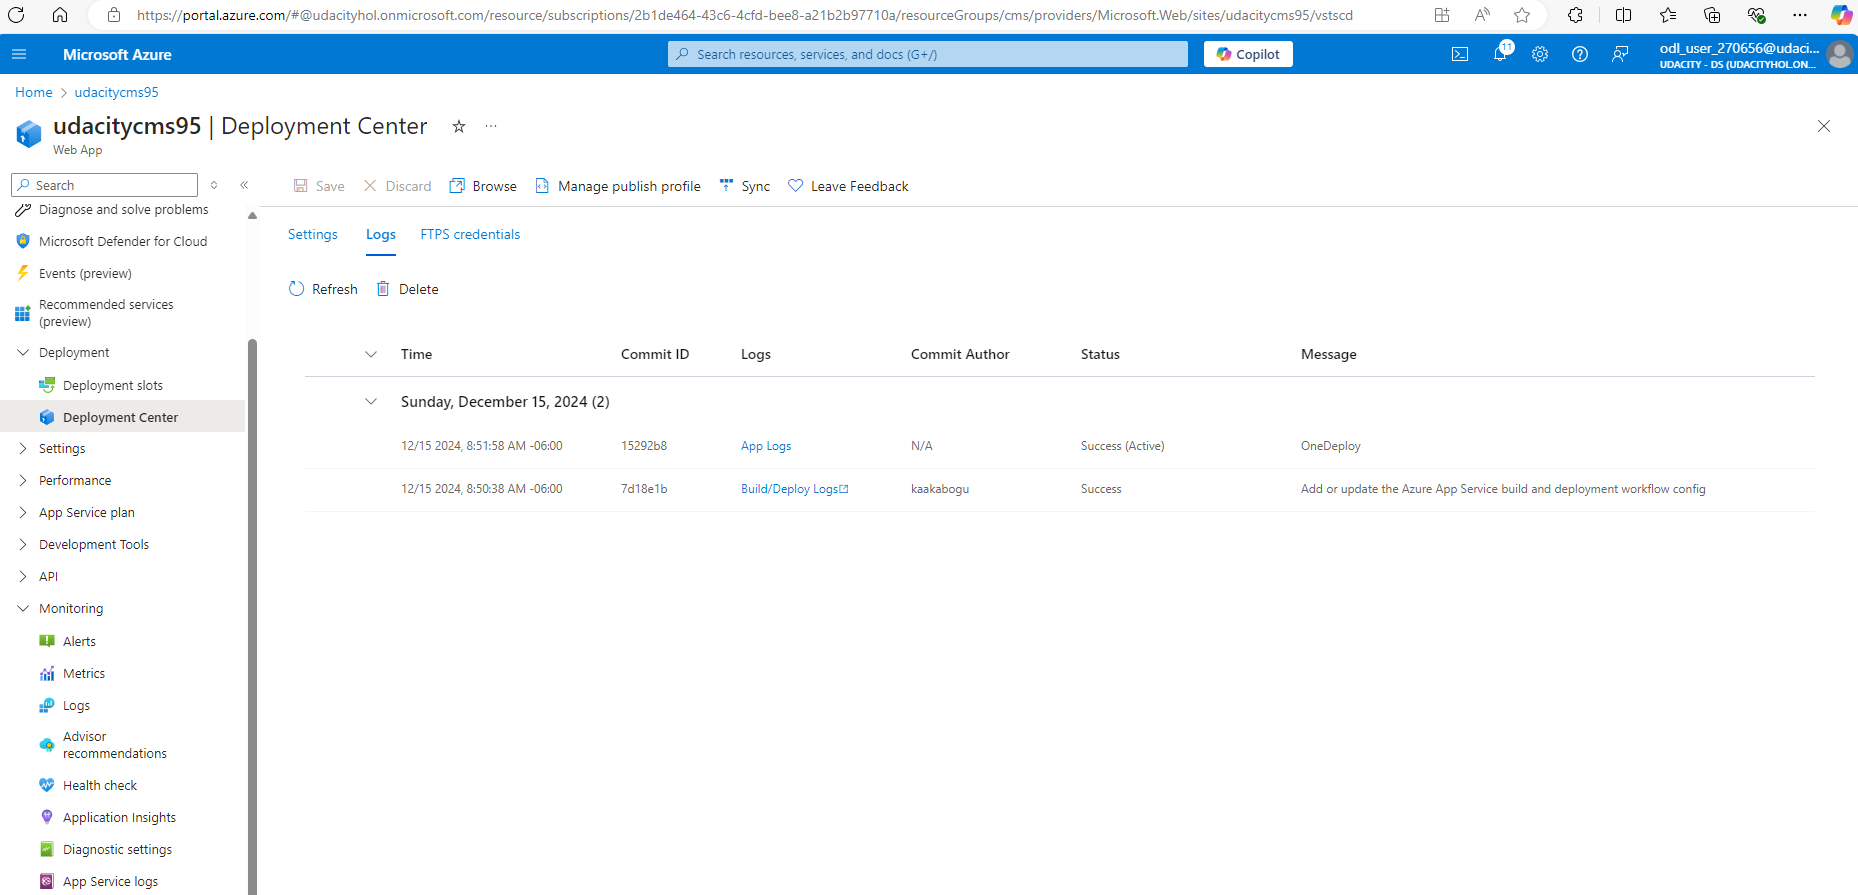 https://portal.azure.com/#@udacityhol.onmicrosoft.com/resource/subscriptions/2b1de464-43c6-4cfd-bee8-a21b2b97710a/resourceGroups/cms/providers/Microsoft.Web/sites/udacitycms95/vstscd
Microsoft Azure
Search resources, services, and docs (G+/)
Copilot
11
odl_user_270656@udaci...
UDACITY - DS (UDACITYHOL.ON...
Home > udacitycms95
udacitycms95 | Deployment Center
Web App
Search
Save
Discard
Browse
Manage publish profile
Sync
Leave Feedback
Diagnose and solve problems
Microsoft Defender for Cloud
Events (preview)
Recommended services
(preview)
Deployment
Deployment slots
Deployment Center
Settings
Performance
App Service plan
Development Tools
API
Monitoring
Alerts
Metrics
Logs
Advisor
recommendations
Health check
Application Insights
Diagnostic settings
App Service logs
Settings Logs FTPS credentials
Refresh Delete
Time Commit ID Logs Commit Author Status Message
Sunday, December 15, 2024 (2)
12/15 2024, 8:51:58 AM -06:00 15292b8 App Logs N/A Success (Active) OneDeploy
12/15 2024, 8:50:38 AM -06:00 7d18e1b Build/Deploy Logs kaakabogu Success Add or update the Azure App Service build and deployment workflow config